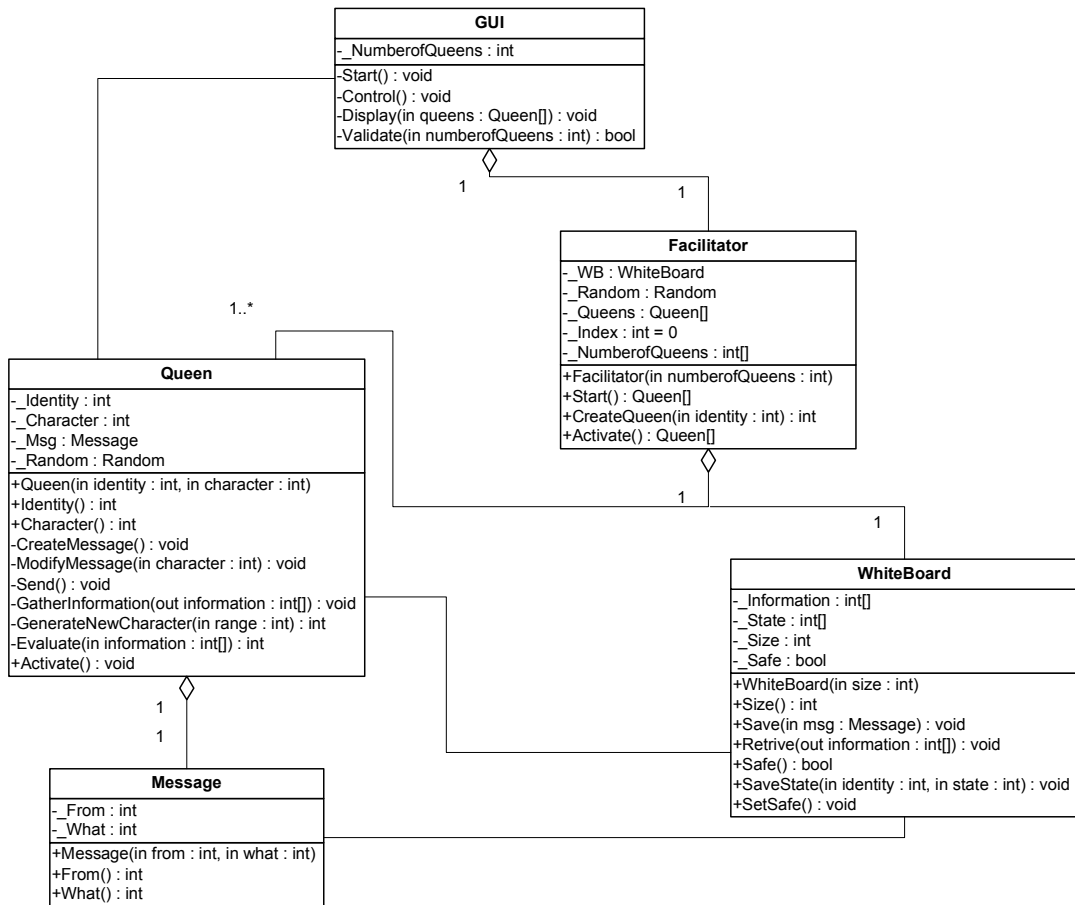 GUI
-_NumberofQueens : int
-Start() : void
-Control() : void
-Display(in queens : Queen[]) : void
-Validate(in numberofQueens : int) : bool
1
1
Facilitator
-_WB : WhiteBoard
-_Random : Random
-_Queens : Queen[]
-_Index : int = 0
-_NumberofQueens : int[]
+Facilitator(in numberofQueens : int)
+Start() : Queen[]
+CreateQueen(in identity : int) : int
+Activate() : Queen[]
1..*
1
1
Queen
-_Identity : int
-_Character : int
-_Msg : Message
-_Random : Random
+Queen(in identity : int, in character : int)
+Identity() : int
+Character() : int
-CreateMessage() : void
-ModifyMessage(in character : int) : void
-Send() : void
-GatherInformation(out information : int[]) : void
-GenerateNewCharacter(in range : int) : int
-Evaluate(in information : int[]) : int
+Activate() : void
1
1
WhiteBoard
-_Information : int[]
-_State : int[]
-_Size : int
-_Safe : bool
+WhiteBoard(in size : int)
+Size() : int
+Save(in msg : Message) : void
+Retrive(out information : int[]) : void
+Safe() : bool
+SaveState(in identity : int, in state : int) : void
+SetSafe() : void
Message
-_From : int
-_What : int
+Message(in from : int, in what : int)
+From() : int
+What() : int